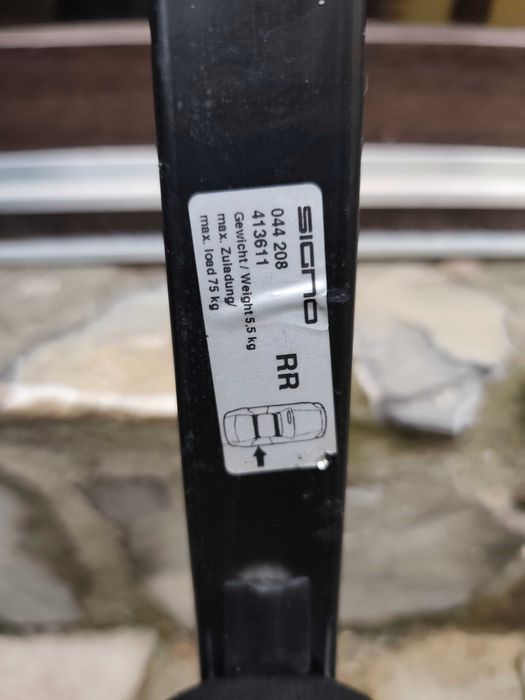 SIGNO
044 208
413611
Gewicht / Weight 5,5 kg
max. Zuladung/
max. load 75 kg
RR